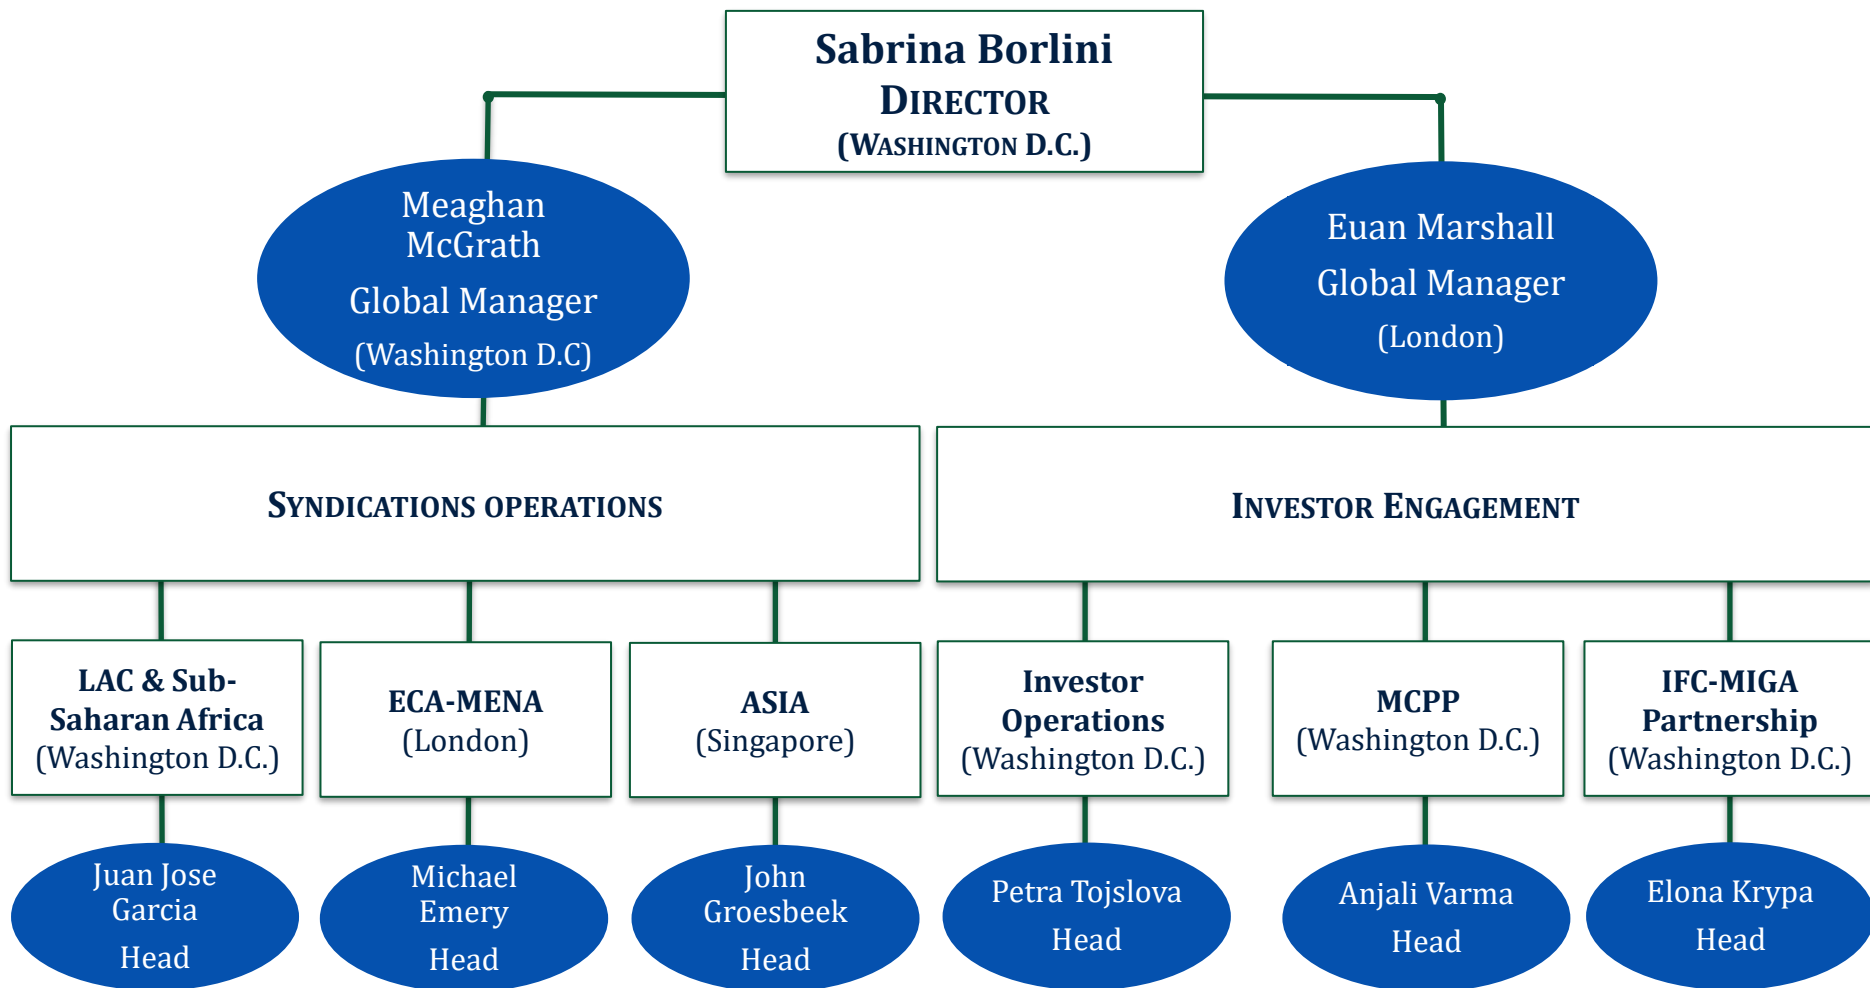 Sabrina Borlini
DIRECTOR
(WASHINGTON D.C.)
Meaghan
McGrath
Global Manager
(Washington D.C)
Euan Marshall
Global Manager
(London)
SYNDICATIONS OPERATIONS
INVESTOR ENGAGEMENT
LAC & Sub-
Saharan Africa
(Washington D.C.)
ECA-MENA
(London)
ASIA
(Singapore)
Investor
Operations
(Washington D.C.)
MCPP
(Washington D.C.)
IFC-MIGA
Partnership
(Washington D.C.)
Juan Jose
Garcia
Head
Michael
Emery
Head
John
Groesbeek
Head
Petra Tojslova
Head
Anjali Varma
Head
Elona Krypa
Head